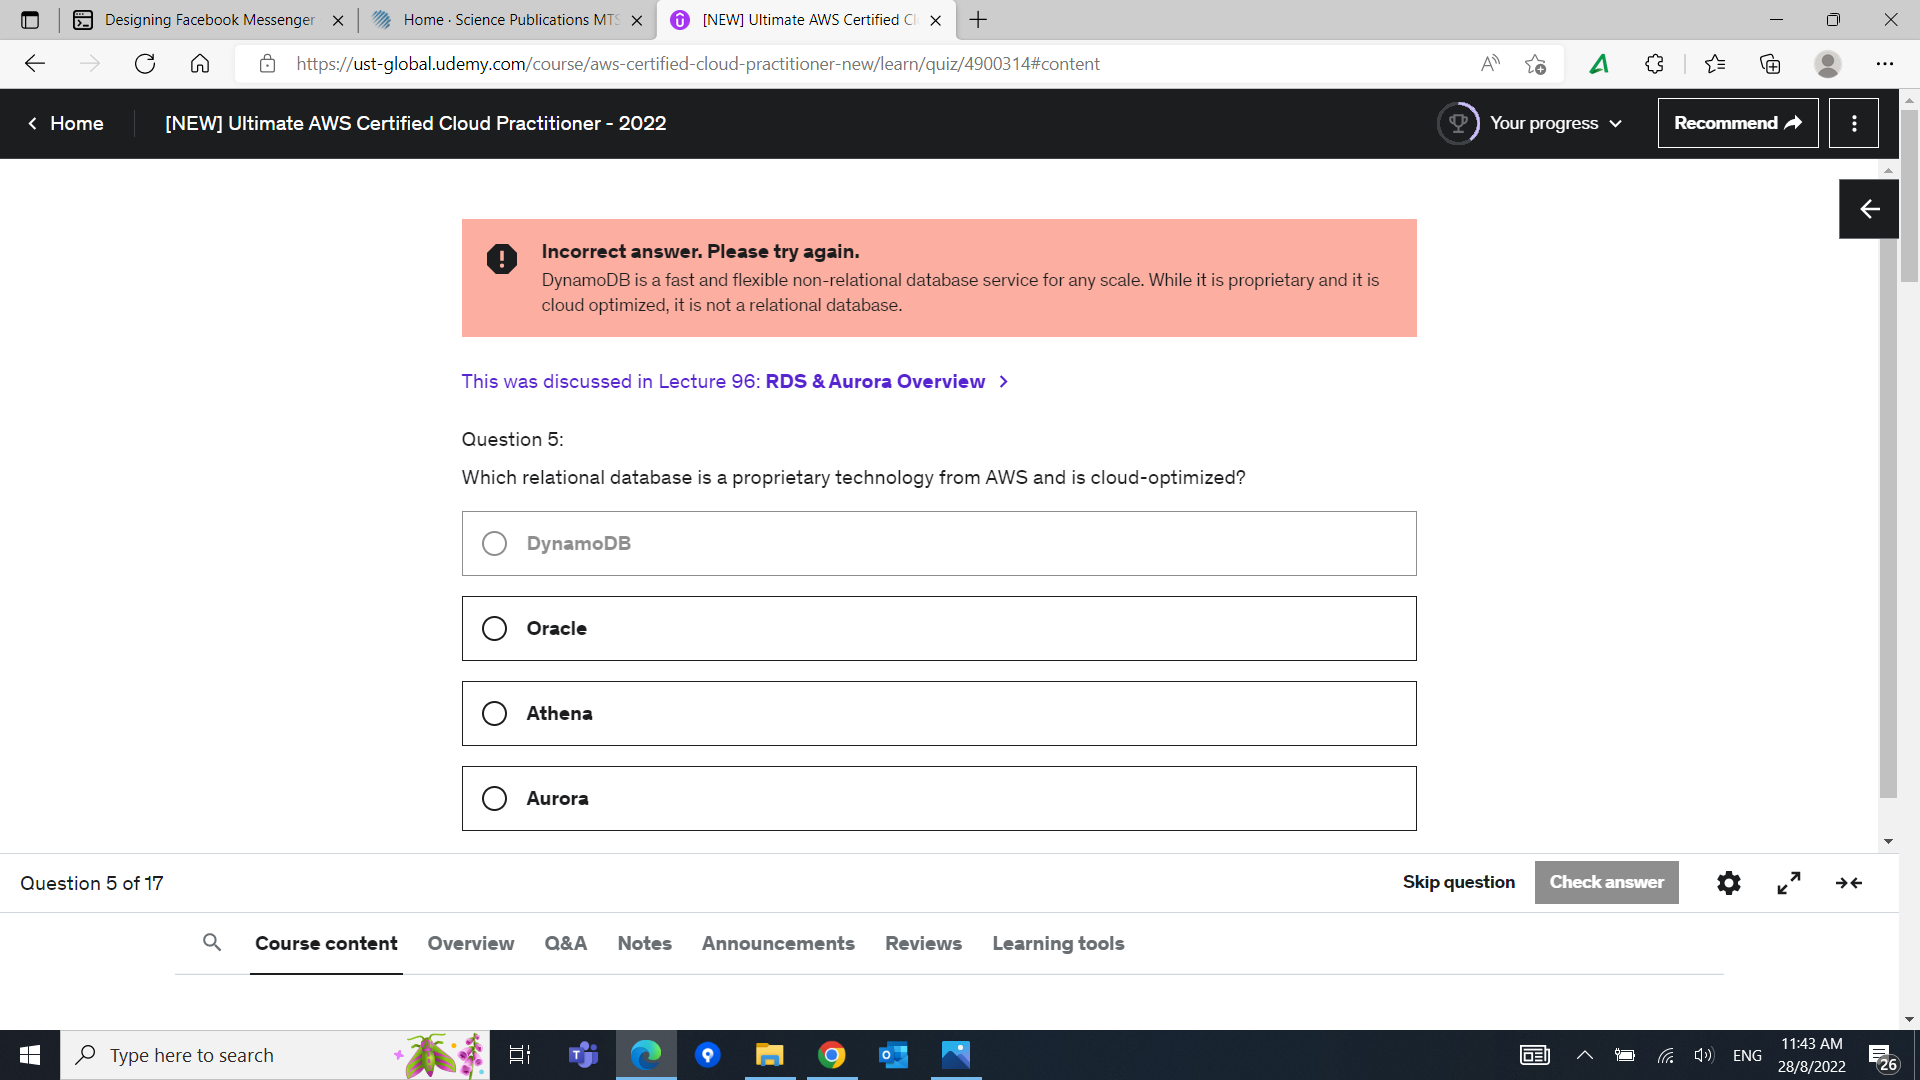 Designing Facebook Messenger
Home · Science Publications MTS
[NEW] Ultimate AWS Certified Cl
https://ust-global.udemy.com/course/aws-certified-cloud-practitioner-new/learn/quiz/4900314#content
Home
[NEW] Ultimate AWS Certified Cloud Practitioner - 2022
Your progress
Recommend
Incorrect answer. Please try again.
DynamoDB is a fast and flexible non-relational database service for any scale. While it is proprietary and it is
cloud optimized, it is not a relational database.
This was discussed in Lecture 96: RDS & Aurora Overview
Question 5:
Which relational database is a proprietary technology from AWS and is cloud-optimized?
DynamoDB
Oracle
Athena
Aurora
Question 5 of 17
Skip question
Check answer
Course content
Overview
Q&A
Notes
Announcements
Reviews
Learning tools
Type here to search
ENG
11:43 AM
28/8/2022
26